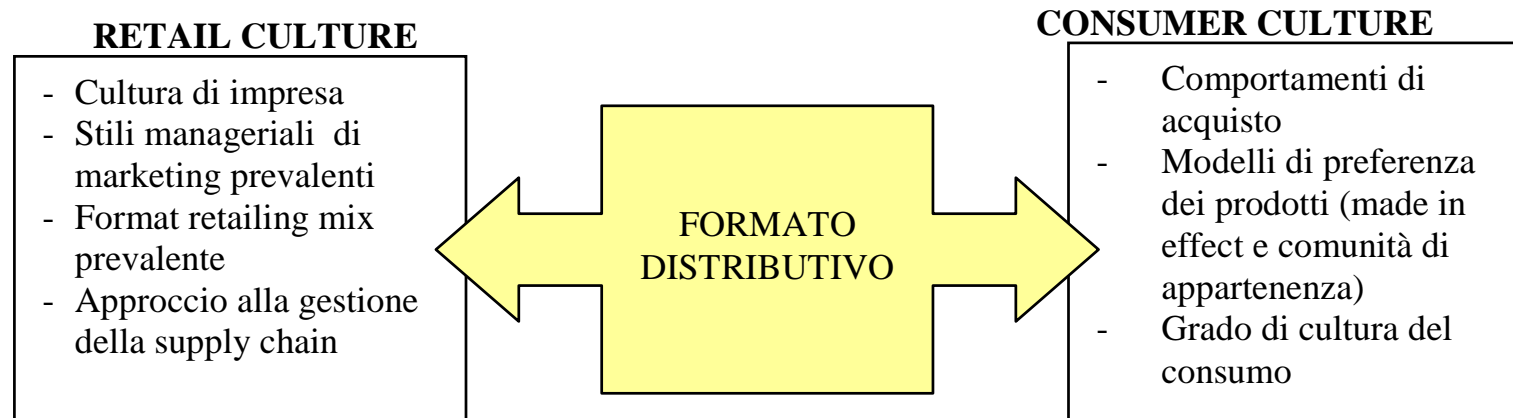 RETAIL CULTURE
- Cultura di impresa
- Stili manageriali di
marketing prevalenti
- Format retailing mix
prevalente
- Approccio alla gestione
della supply chain
FORMATO
DISTRIBUTIVO
CONSUMER CULTURE
- Comportamenti di
acquisto
- Modelli di preferenza
dei prodotti (made in
effect e comunità di
appartenenza)
- Grado di cultura del
consumo